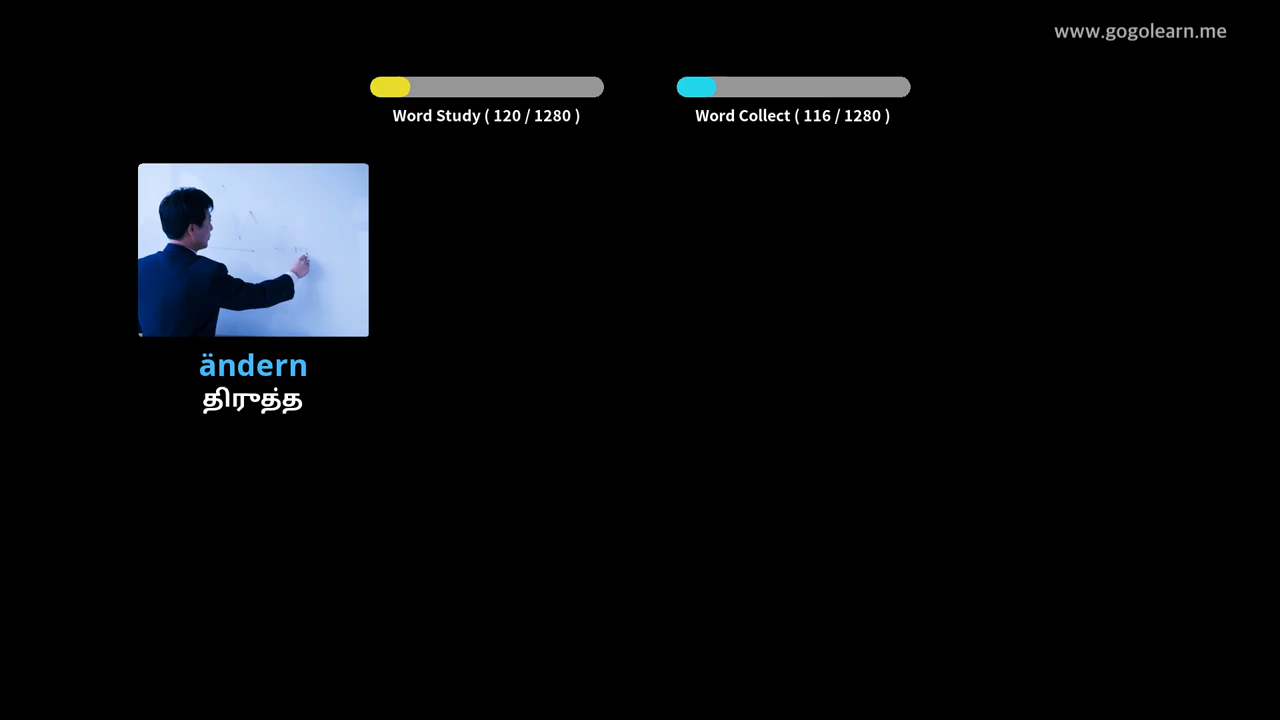 www.gogolearn.me
Word Study ( 120 / 1280 )
Word Collect ( 116 / 1280 )
ändern
திருத்த